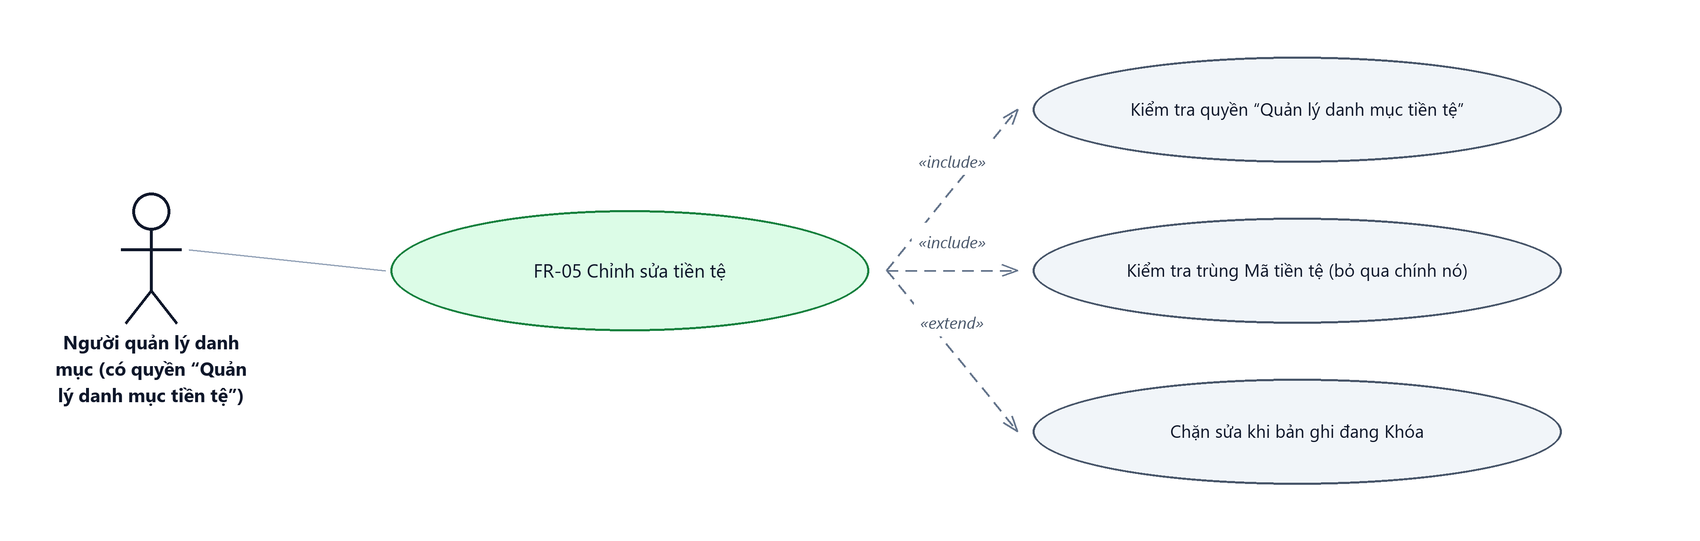 Kiểm tra quyền “Quản lý danh mục tiền tệ”
«include»
«include»
FR-05 Chỉnh sửa tiền tệ
Kiểm tra trùng Mã tiền tệ (bỏ qua chính nó)
«extend»
Người quản lý danh
mục (có quyền “Quản
lý danh mục tiền tệ”)
Chặn sửa khi bản ghi đang Khóa